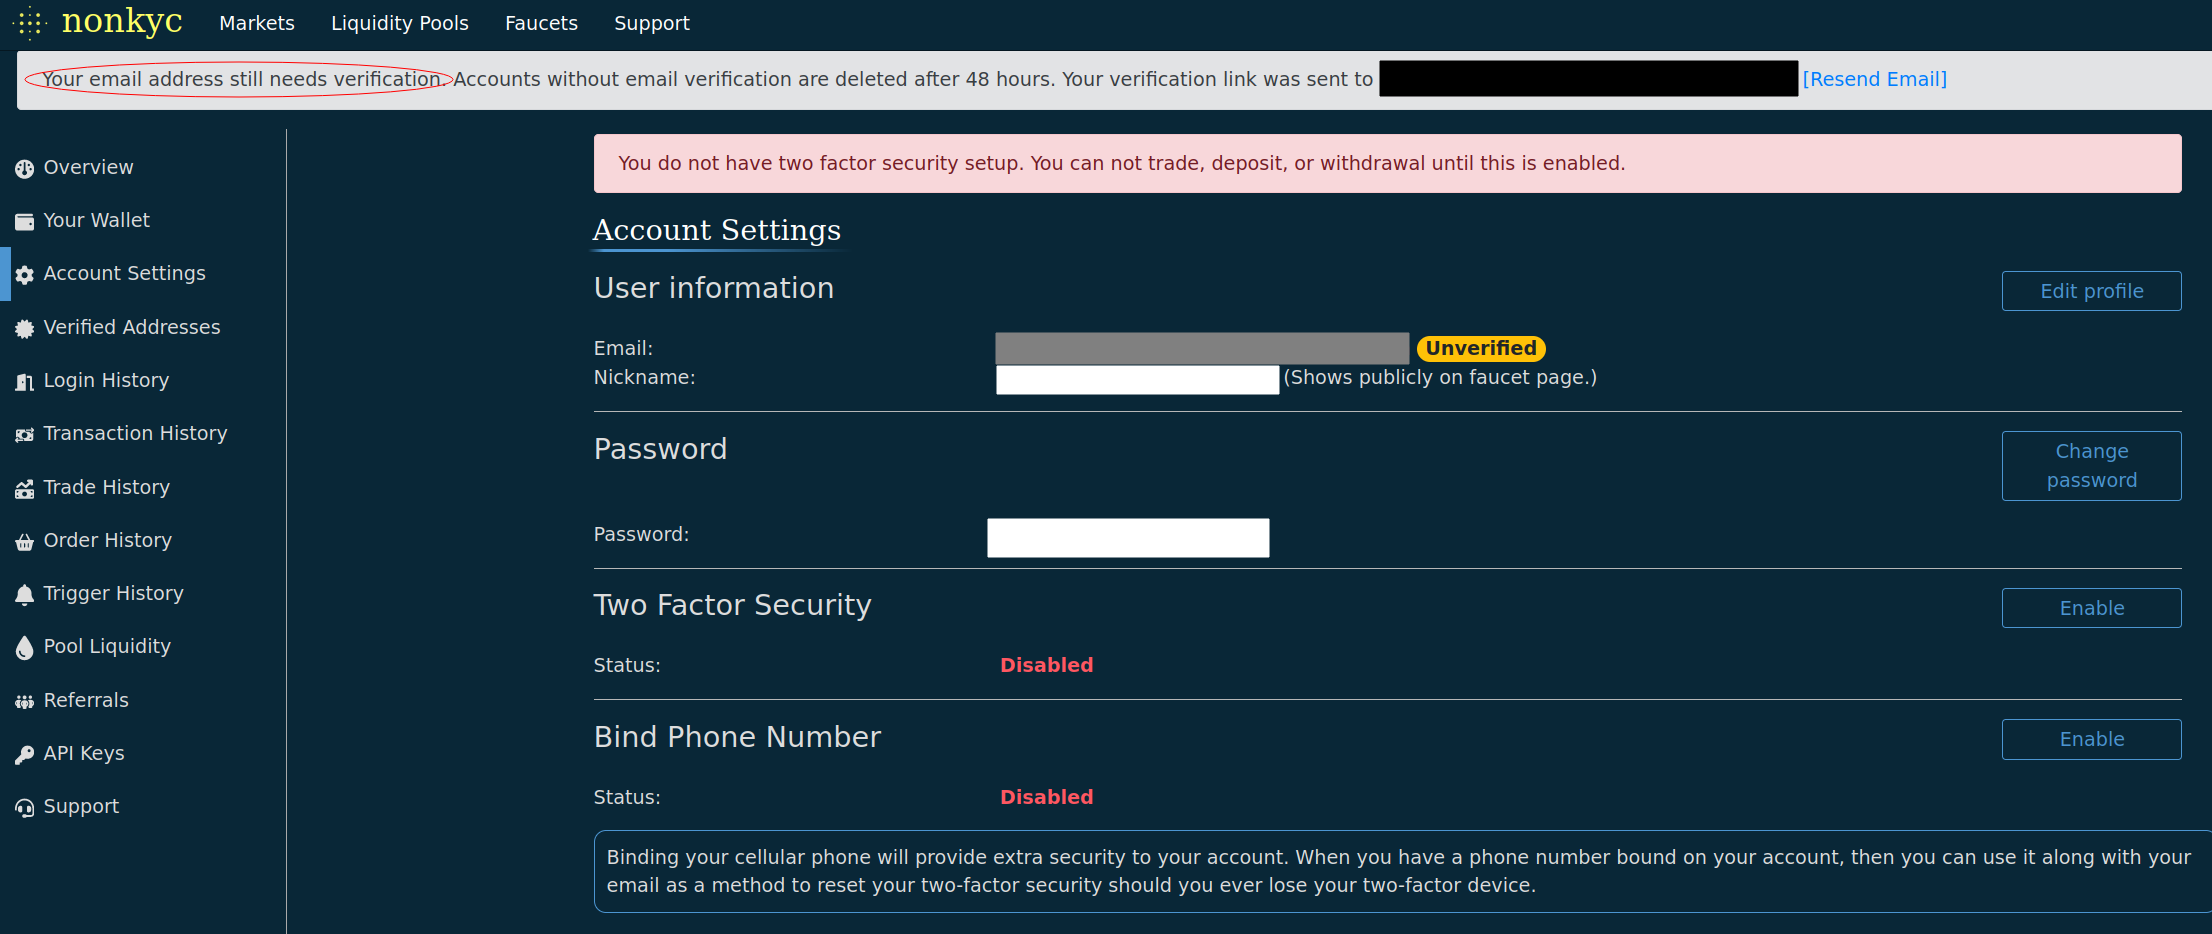 nonkyc Markets Liquidity Pools Faucets Support
Your email address still needs verification. Accounts without email verification are deleted after 48 hours. Your verification link was sent to [Resend Email]
You do not have two factor security setup. You can not trade, deposit, or withdrawal until this is enabled.
Overview
Your Wallet
Account Settings
Verified Addresses
Login History
Transaction History
Trade History
Order History
Trigger History
Pool Liquidity
Referrals
API Keys
Support
Account Settings
User information Edit profile
Email: Unverified
Nickname: (Shows publicly on faucet page.)
Password Change
password
Password:
Two Factor Security Enable
Status: Disabled
Bind Phone Number Enable
Status: Disabled
Binding your cellular phone will provide extra security to your account. When you have a phone number bound on your account, then you can use it along with your
email as a method to reset your two-factor security should you ever lose your two-factor device.